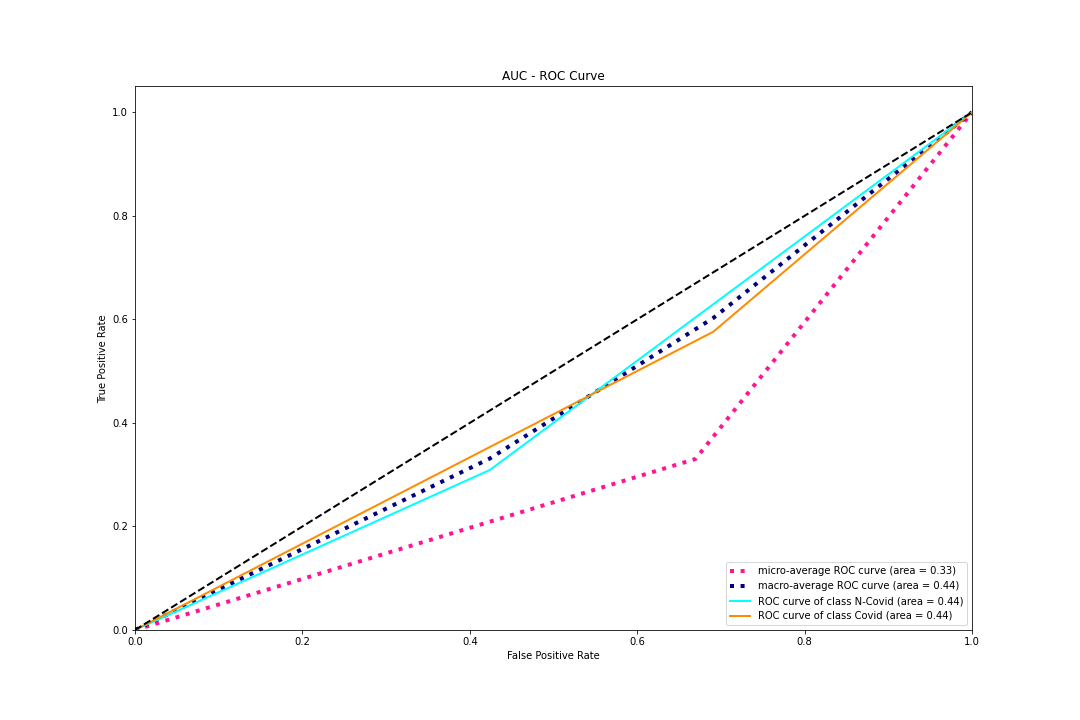 AUC - ROC Curve
True Positive Rate
1.0
0.8
0.6
0.4
0.2
0.0
micro-average ROC curve (area = 0.33)
macro-average ROC curve (area = 0.44)
ROC curve of class N-Covid (area = 0.44)
ROC curve of class Covid (area = 0.44)
0.0 0.2 0.4 0.6 0.8 1.0
False Positive Rate